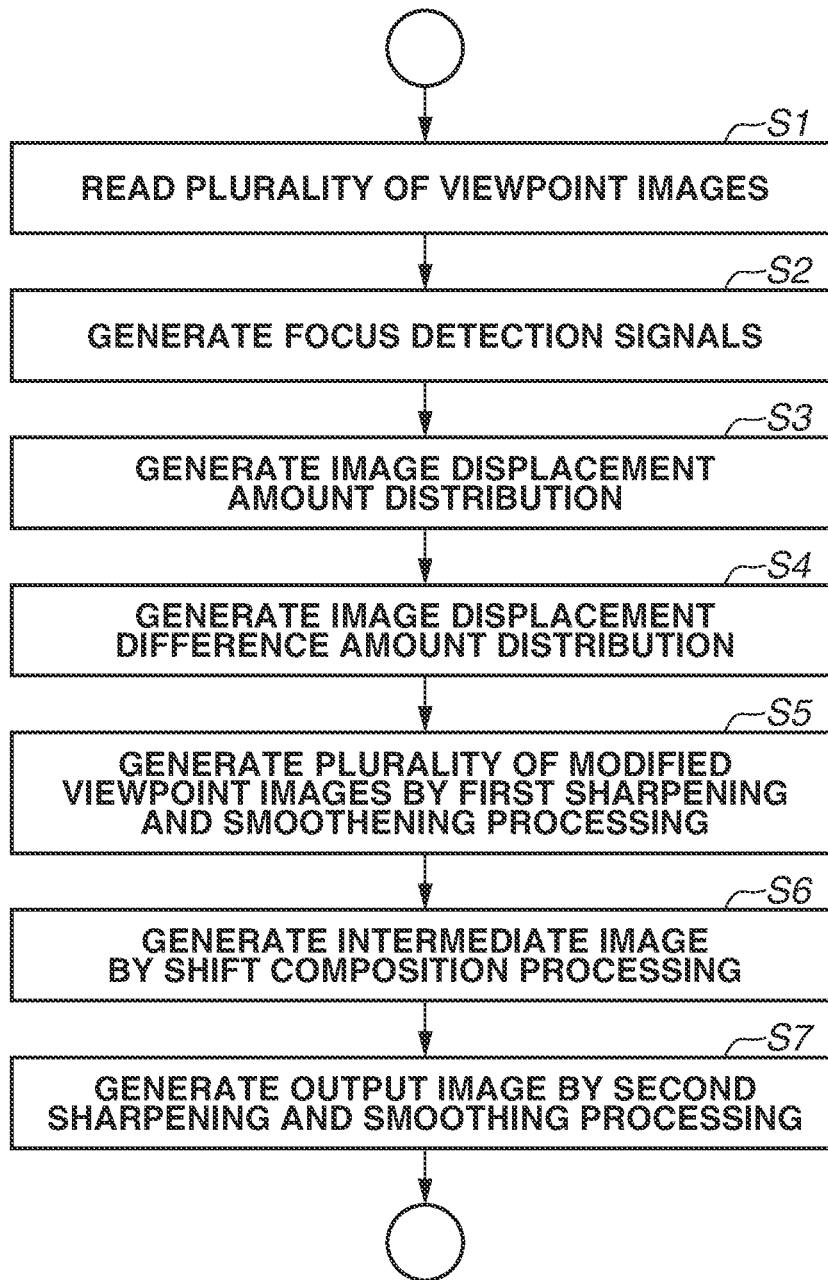 S1
READ PLURALITY OF VIEWPOINT IMAGES
S2
GENERATE FOCUS DETECTION SIGNALS
S3
GENERATE IMAGE DISPLACEMENT
AMOUNT DISTRIBUTION
S4
GENERATE IMAGE DISPLACEMENT
DIFFERENCE AMOUNT DISTRIBUTION
S5
GENERATE PLURALITY OF MODIFIED
VIEWPOINT IMAGES BY FIRST SHARPENING
AND SMOOTHENING PROCESSING
S6
GENERATE INTERMEDIATE IMAGE
BY SHIFT COMPOSITION PROCESSING
S7
GENERATE OUTPUT IMAGE BY SECOND
SHARPENING AND SMOOTHING PROCESSING